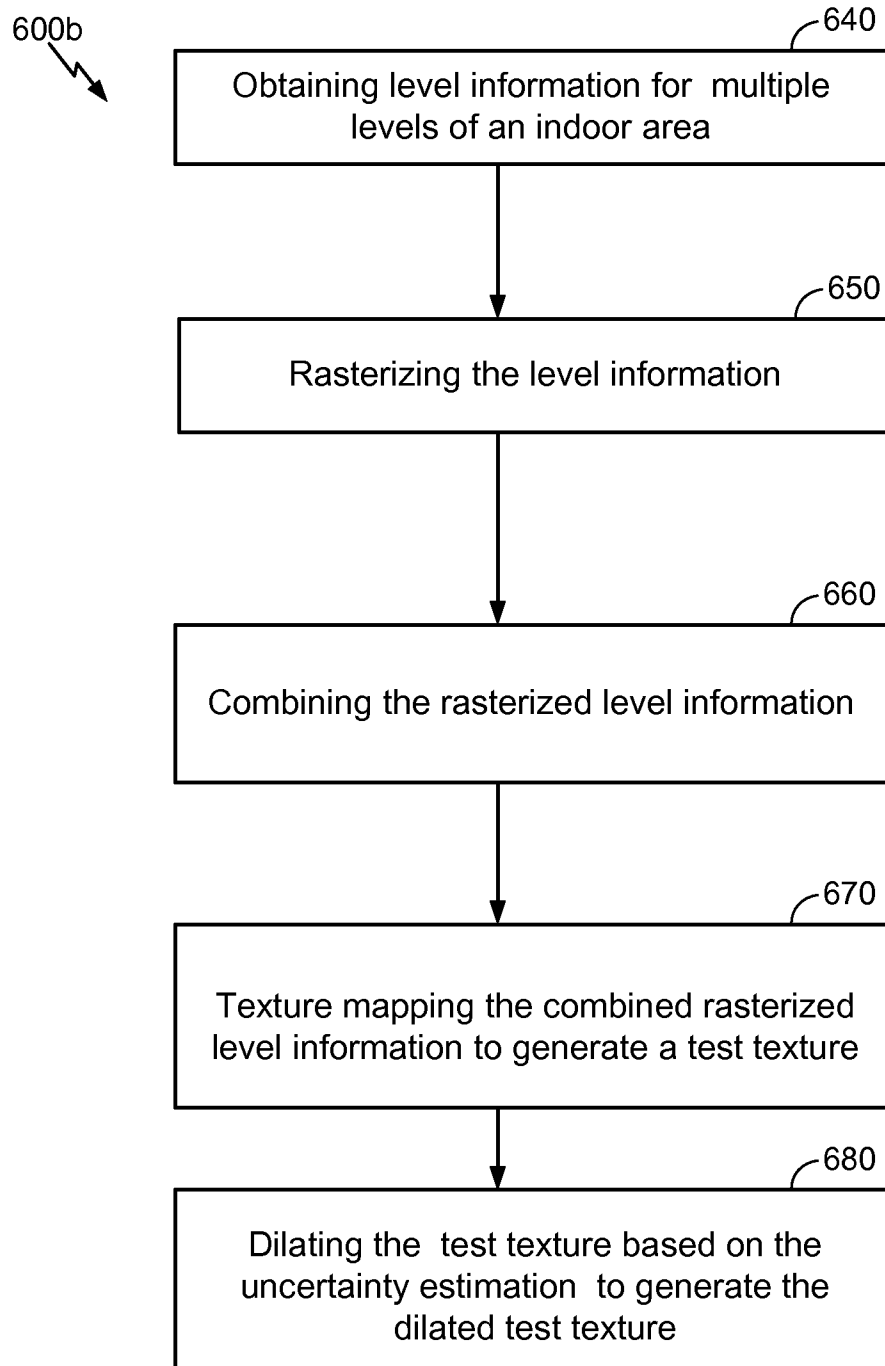 600b
640
Obtaining level information for multiple
levels of an indoor area
650
Rasterizing the level information
660
Combining the rasterized level information
670
Texture mapping the combined rasterized
level information to generate a test texture
680
Dilating the test texture based on the
uncertainty estimation to generate the
dilated test texture